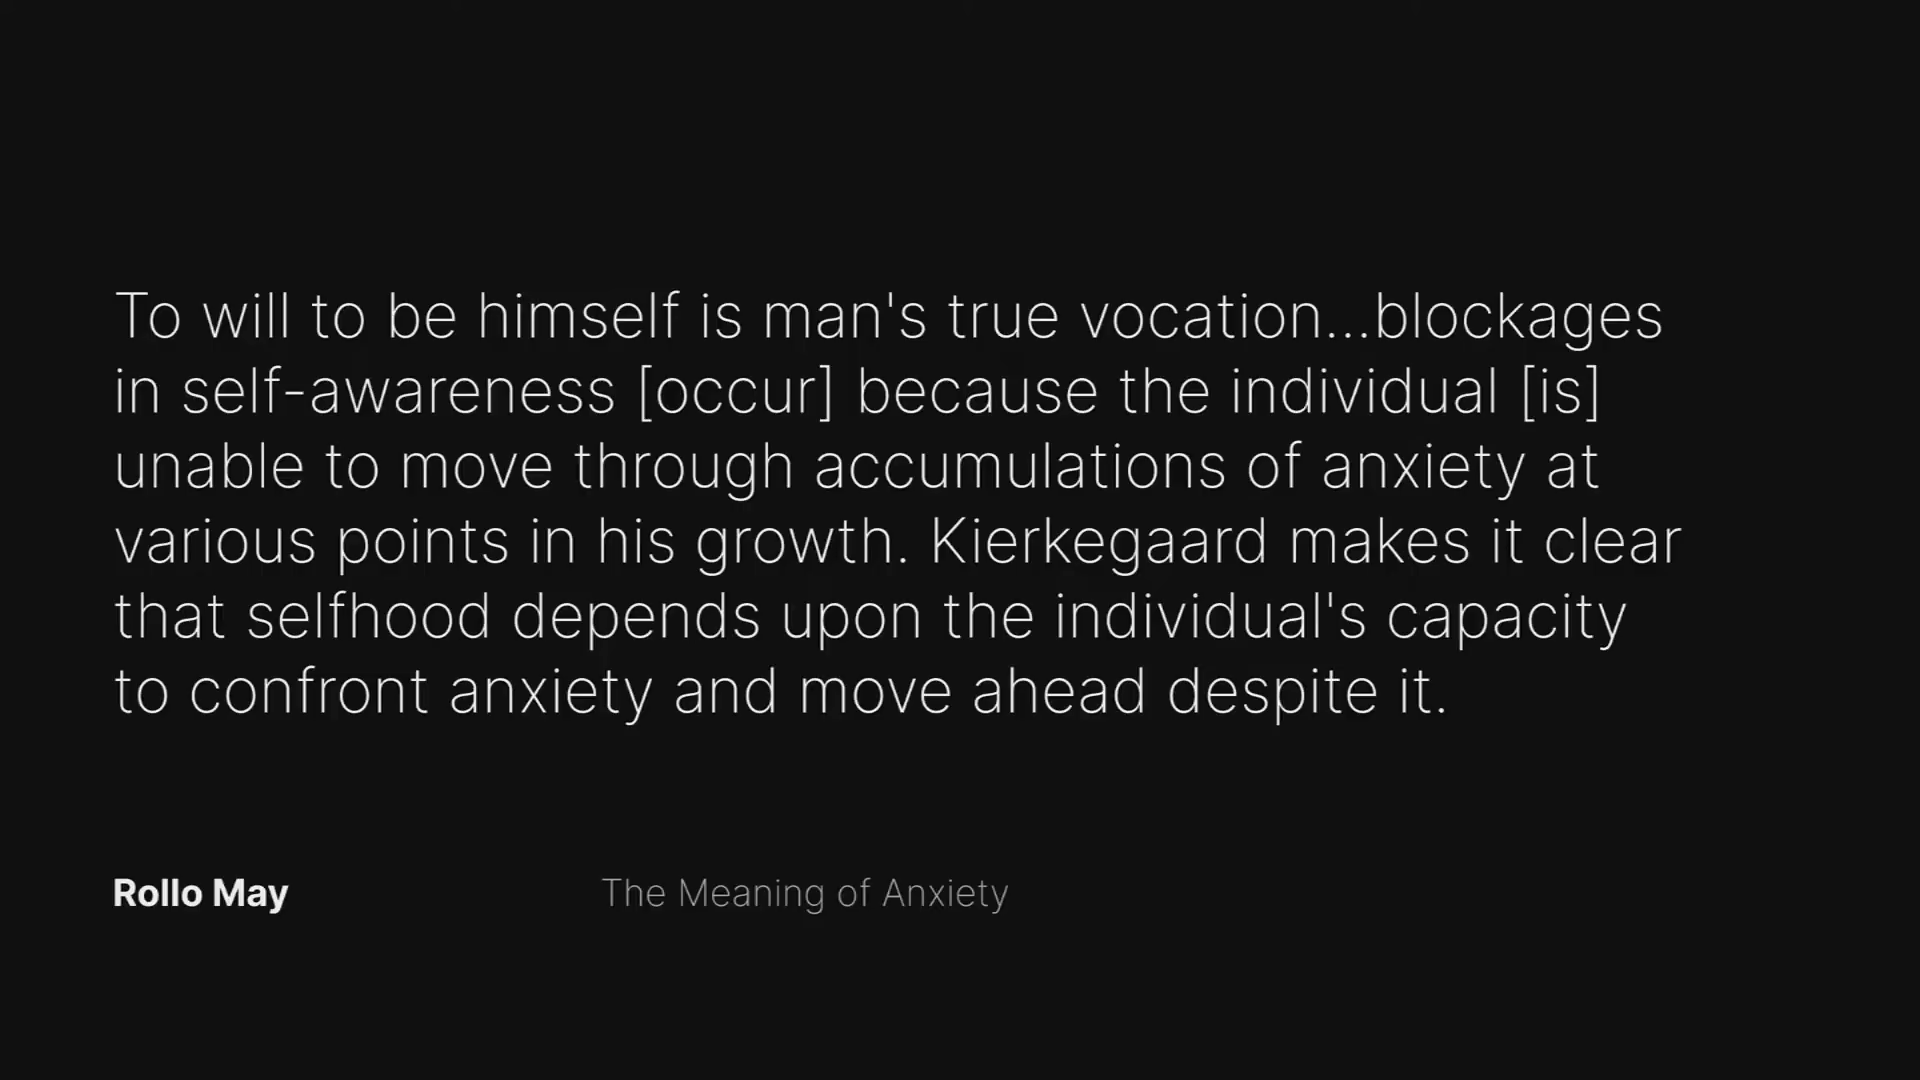 To will to be himself is man's true vocation...blockages
in self-awareness [occur] because the individual [is]
unable to move through accumulations of anxiety at
various points in his growth. Kierkegaard makes it clear
that selfhood depends upon the individual's capacity
to confront anxiety and move ahead despite it.
Rollo May
The Meaning of Anxiety